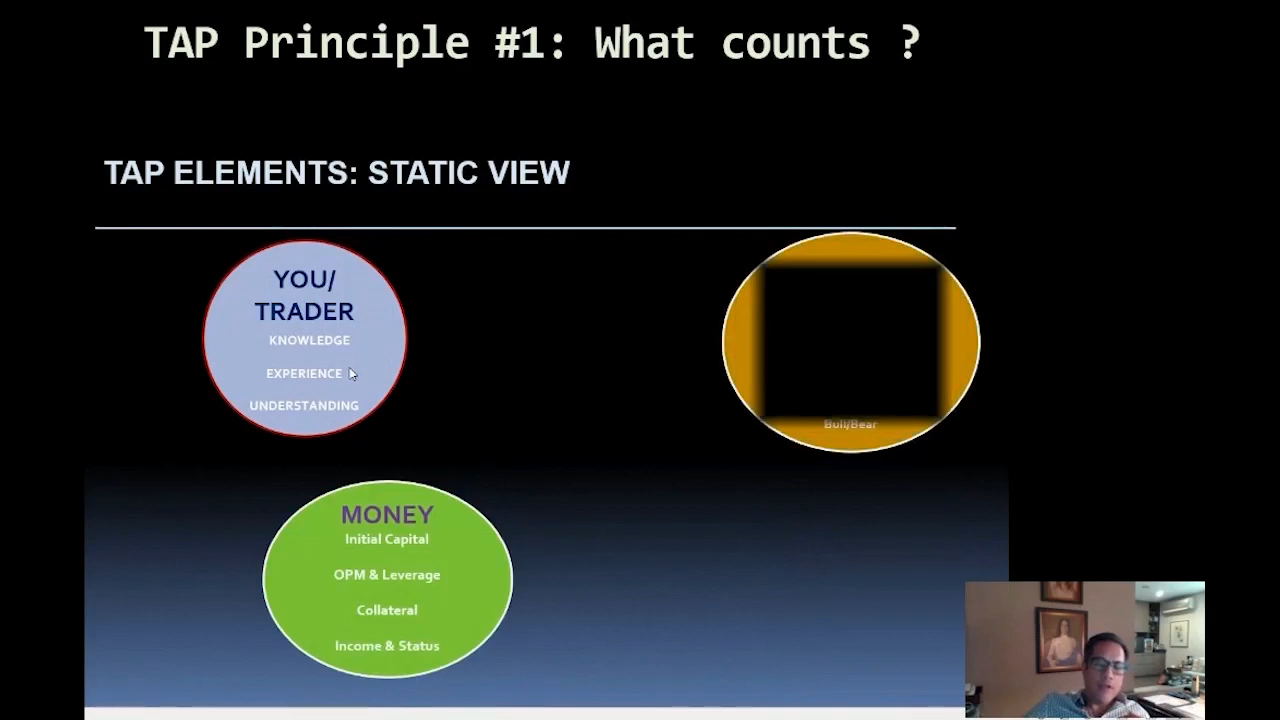 TAP Principle #1: What counts ?
TAP ELEMENTS: STATIC VIEW
YOU/
TRADER
KNOWLEDGE
EXPERIENCE
UNDERSTANDING
Bull/Bear
MONEY
Initial Capital
OPM & Leverage
Collateral
Income & Status